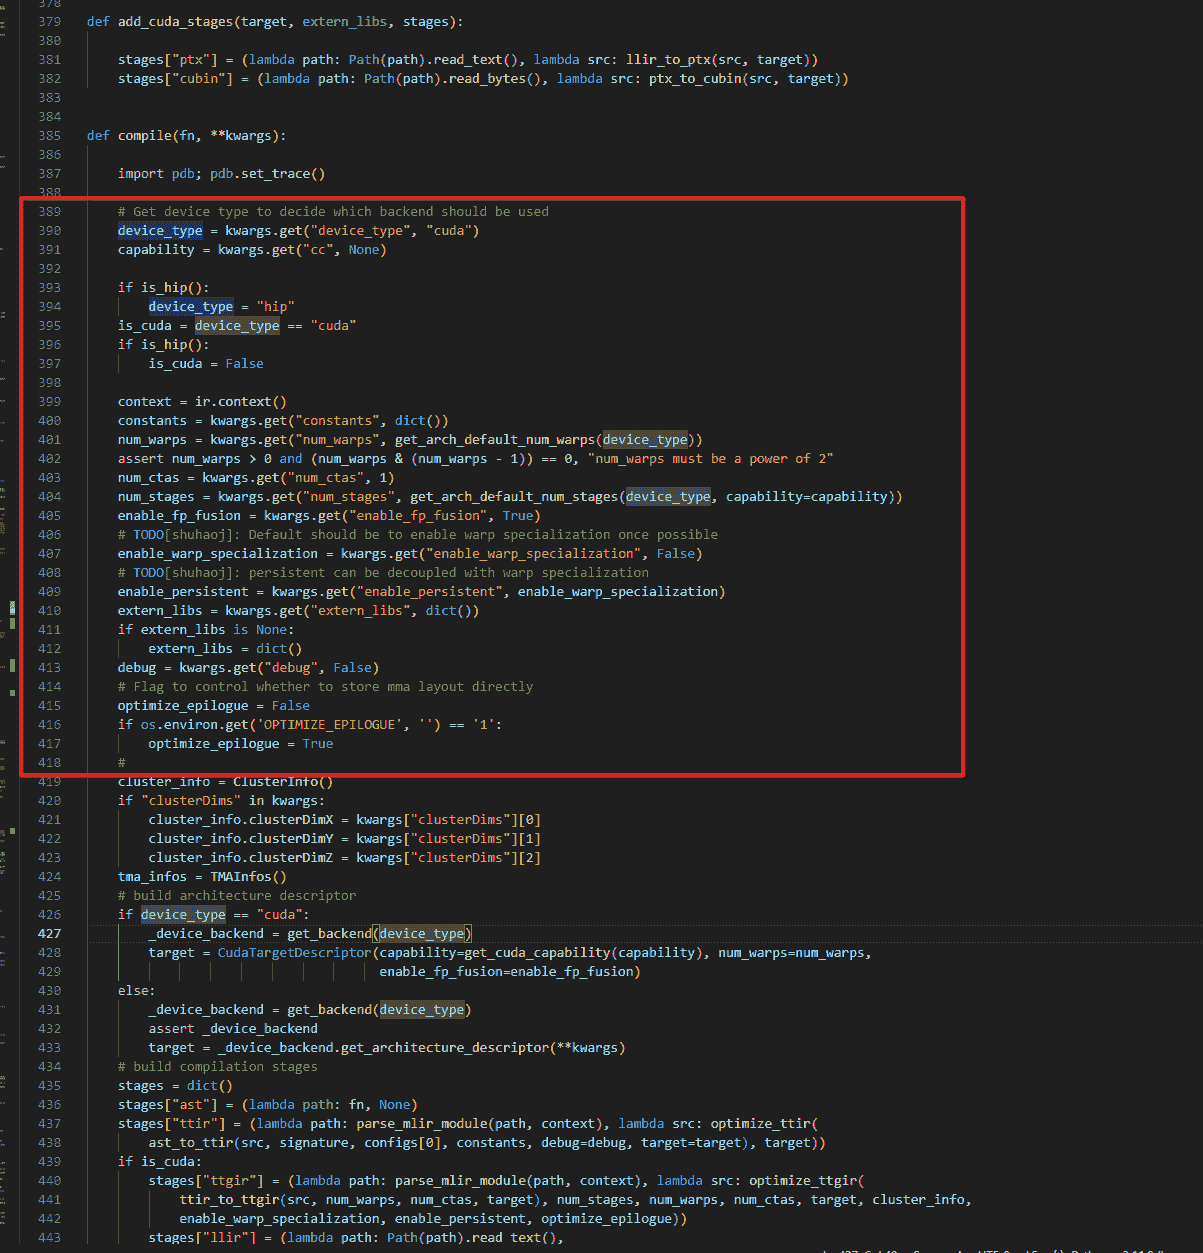 378
379 def add_cuda_stages(target, extern_libs, stages):
380
381 stages["ptx"] = (lambda path: Path(path).read_text(), lambda src: llir_to_ptx(src, target))
382 stages["cubin"] = (lambda path: Path(path).read_bytes(), lambda src: ptx_to_cubin(src, target))
383
384
385 def compile(fn, **kwargs):
386
387 import pdb; pdb.set_trace()
388
389 # Get device type to decide which backend should be used
390 device_type = kwargs.get("device_type", "cuda")
391 capability = kwargs.get("cc", None)
392
393 if is_hip():
394 device_type = "hip"
395 is_cuda = device_type == "cuda"
396 if is_hip():
397 is_cuda = False
398
399 context = ir.context()
400 constants = kwargs.get("constants", dict())
401 num_warps = kwargs.get("num_warps", get_arch_default_num_warps(device_type))
402 assert num_warps > 0 and (num_warps & (num_warps - 1)) == 0, "num_warps must be a power of 2"
403 num_ctas = kwargs.get("num_ctas", 1)
404 num_stages = kwargs.get("num_stages", get_arch_default_num_stages(device_type, capability=capability))
405 enable_fp_fusion = kwargs.get("enable_fp_fusion", True)
406 # TODO[shuhaoj]: Default should be to enable warp specialization once possible
407 enable_warp_specialization = kwargs.get("enable_warp_specialization", False)
408 # TODO[shuhaoj]: persistent can be decoupled with warp specialization
409 enable_persistent = kwargs.get("enable_persistent", enable_warp_specialization)
410 extern_libs = kwargs.get("extern_libs", dict())
411 if extern_libs is None:
412 extern_libs = dict()
413 debug = kwargs.get("debug", False)
414 # Flag to control whether to store mma layout directly
415 optimize_epilogue = False
416 if os.environ.get('OPTIMIZE_EPILOGUE', '') == '1':
417 optimize_epilogue = True
418 #
419 cluster_info = ClusterInfo()
420 if "clusterDims" in kwargs:
421 cluster_info.clusterDimX = kwargs["clusterDims"][0]
422 cluster_info.clusterDimY = kwargs["clusterDims"][1]
423 cluster_info.clusterDimZ = kwargs["clusterDims"][2]
424 tma_infos = TMAInfos()
425 # build architecture descriptor
426 if device_type == "cuda":
427 _device_backend = get_backend(device_type)
428 target = CudaTargetDescriptor(capability=get_cuda_capability(capability), num_warps=num_warps,
429 enable_fp_fusion=enable_fp_fusion)
430 else:
431 _device_backend = get_backend(device_type)
432 assert _device_backend
433 target = _device_backend.get_architecture_descriptor(**kwargs)
434 # build compilation stages
435 stages = dict()
436 stages["ast"] = (lambda path: fn, None)
437 stages["ttir"] = (lambda path: parse_mlir_module(path, context), lambda src: optimize_ttir(
438 ast_to_ttir(src, signature, configs[0], constants, debug=debug, target=target), target))
439 if is_cuda:
440 stages["ttgir"] = (lambda path: parse_mlir_module(path, context), lambda src: optimize_ttgir(
441 ttir_to_ttgir(src, num_warps, num_ctas, target), num_stages, num_warps, num_ctas, target, cluster_info,
442 enable_warp_specialization, enable_persistent, optimize_epilogue))
443 stages["llir"] = (lambda path: Path(path).read_text(),